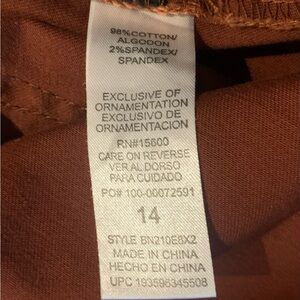 98%COTTON/
ALGODON
2%SPANDEX/
SPANDEX
EXCLUSIVE OF
ORNAMENTATION
EXCLUSIVO DE
ORNAMENTACION
RN#15600
CARE ON REVERSE
VER AL DORSO
PARA CUIDADO
PO# 100-00072591
14
STYLE BN210E8X2
MADE IN CHINA
HECHO EN CHINA
UPC 193596345508